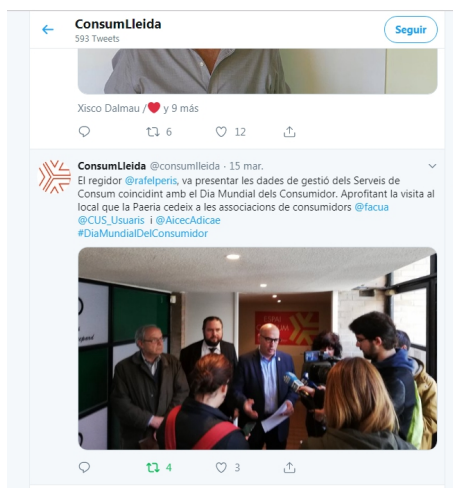 ConsumLleida
593 Tweets
Seguir
Xisco Dalmau /❤ y 9 más
6 12
ConsumLleida @consumlleida · 15 mar.
El regidor @rafelperis, va presentar les dades de gestió dels Serveis de
Consum coincidint amb el Dia Mundial dels Consumidor. Aprofitant la visita al
local que la Paeria cedeix a les associacions de consumidors @facua
@CUS_Usuaris i @AicecAdicae
#DiaMundialDelConsumidor
ESPAI
4 3